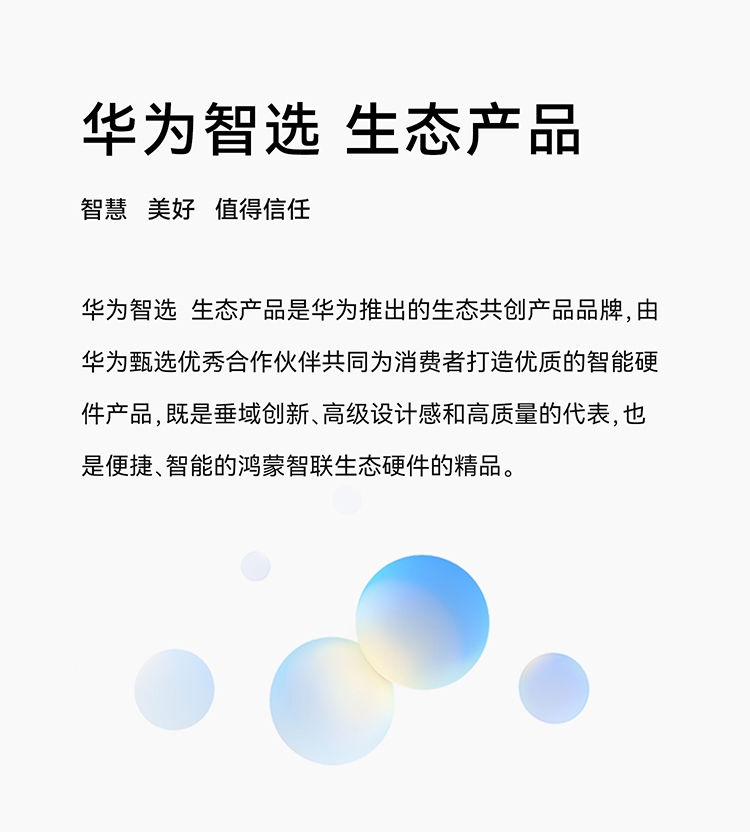 华为智选 生态产品
智慧 美好 值得信任
华为智选 生态产品是华为推出的生态共创产品品牌,由
华为甄选优秀合作伙伴共同为消费者打造优质的智能硬
件产品,既是垂域创新、高级设计感和高质量的代表,也
是便捷、智能的鸿蒙智联生态硬件的精品。